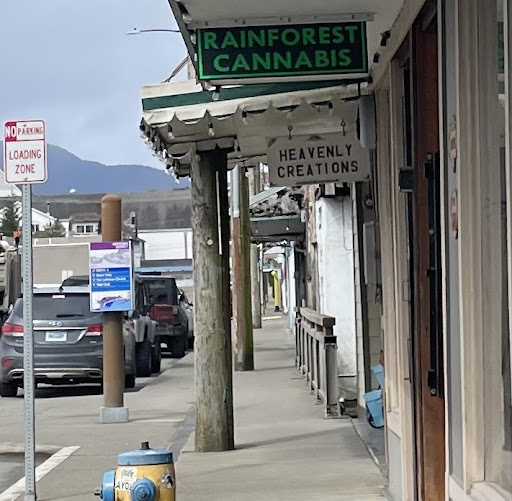 RAINFOREST
CANNABIS
HEAVENLY
CREATIONS
NO PARKING
LOADING
ZONE